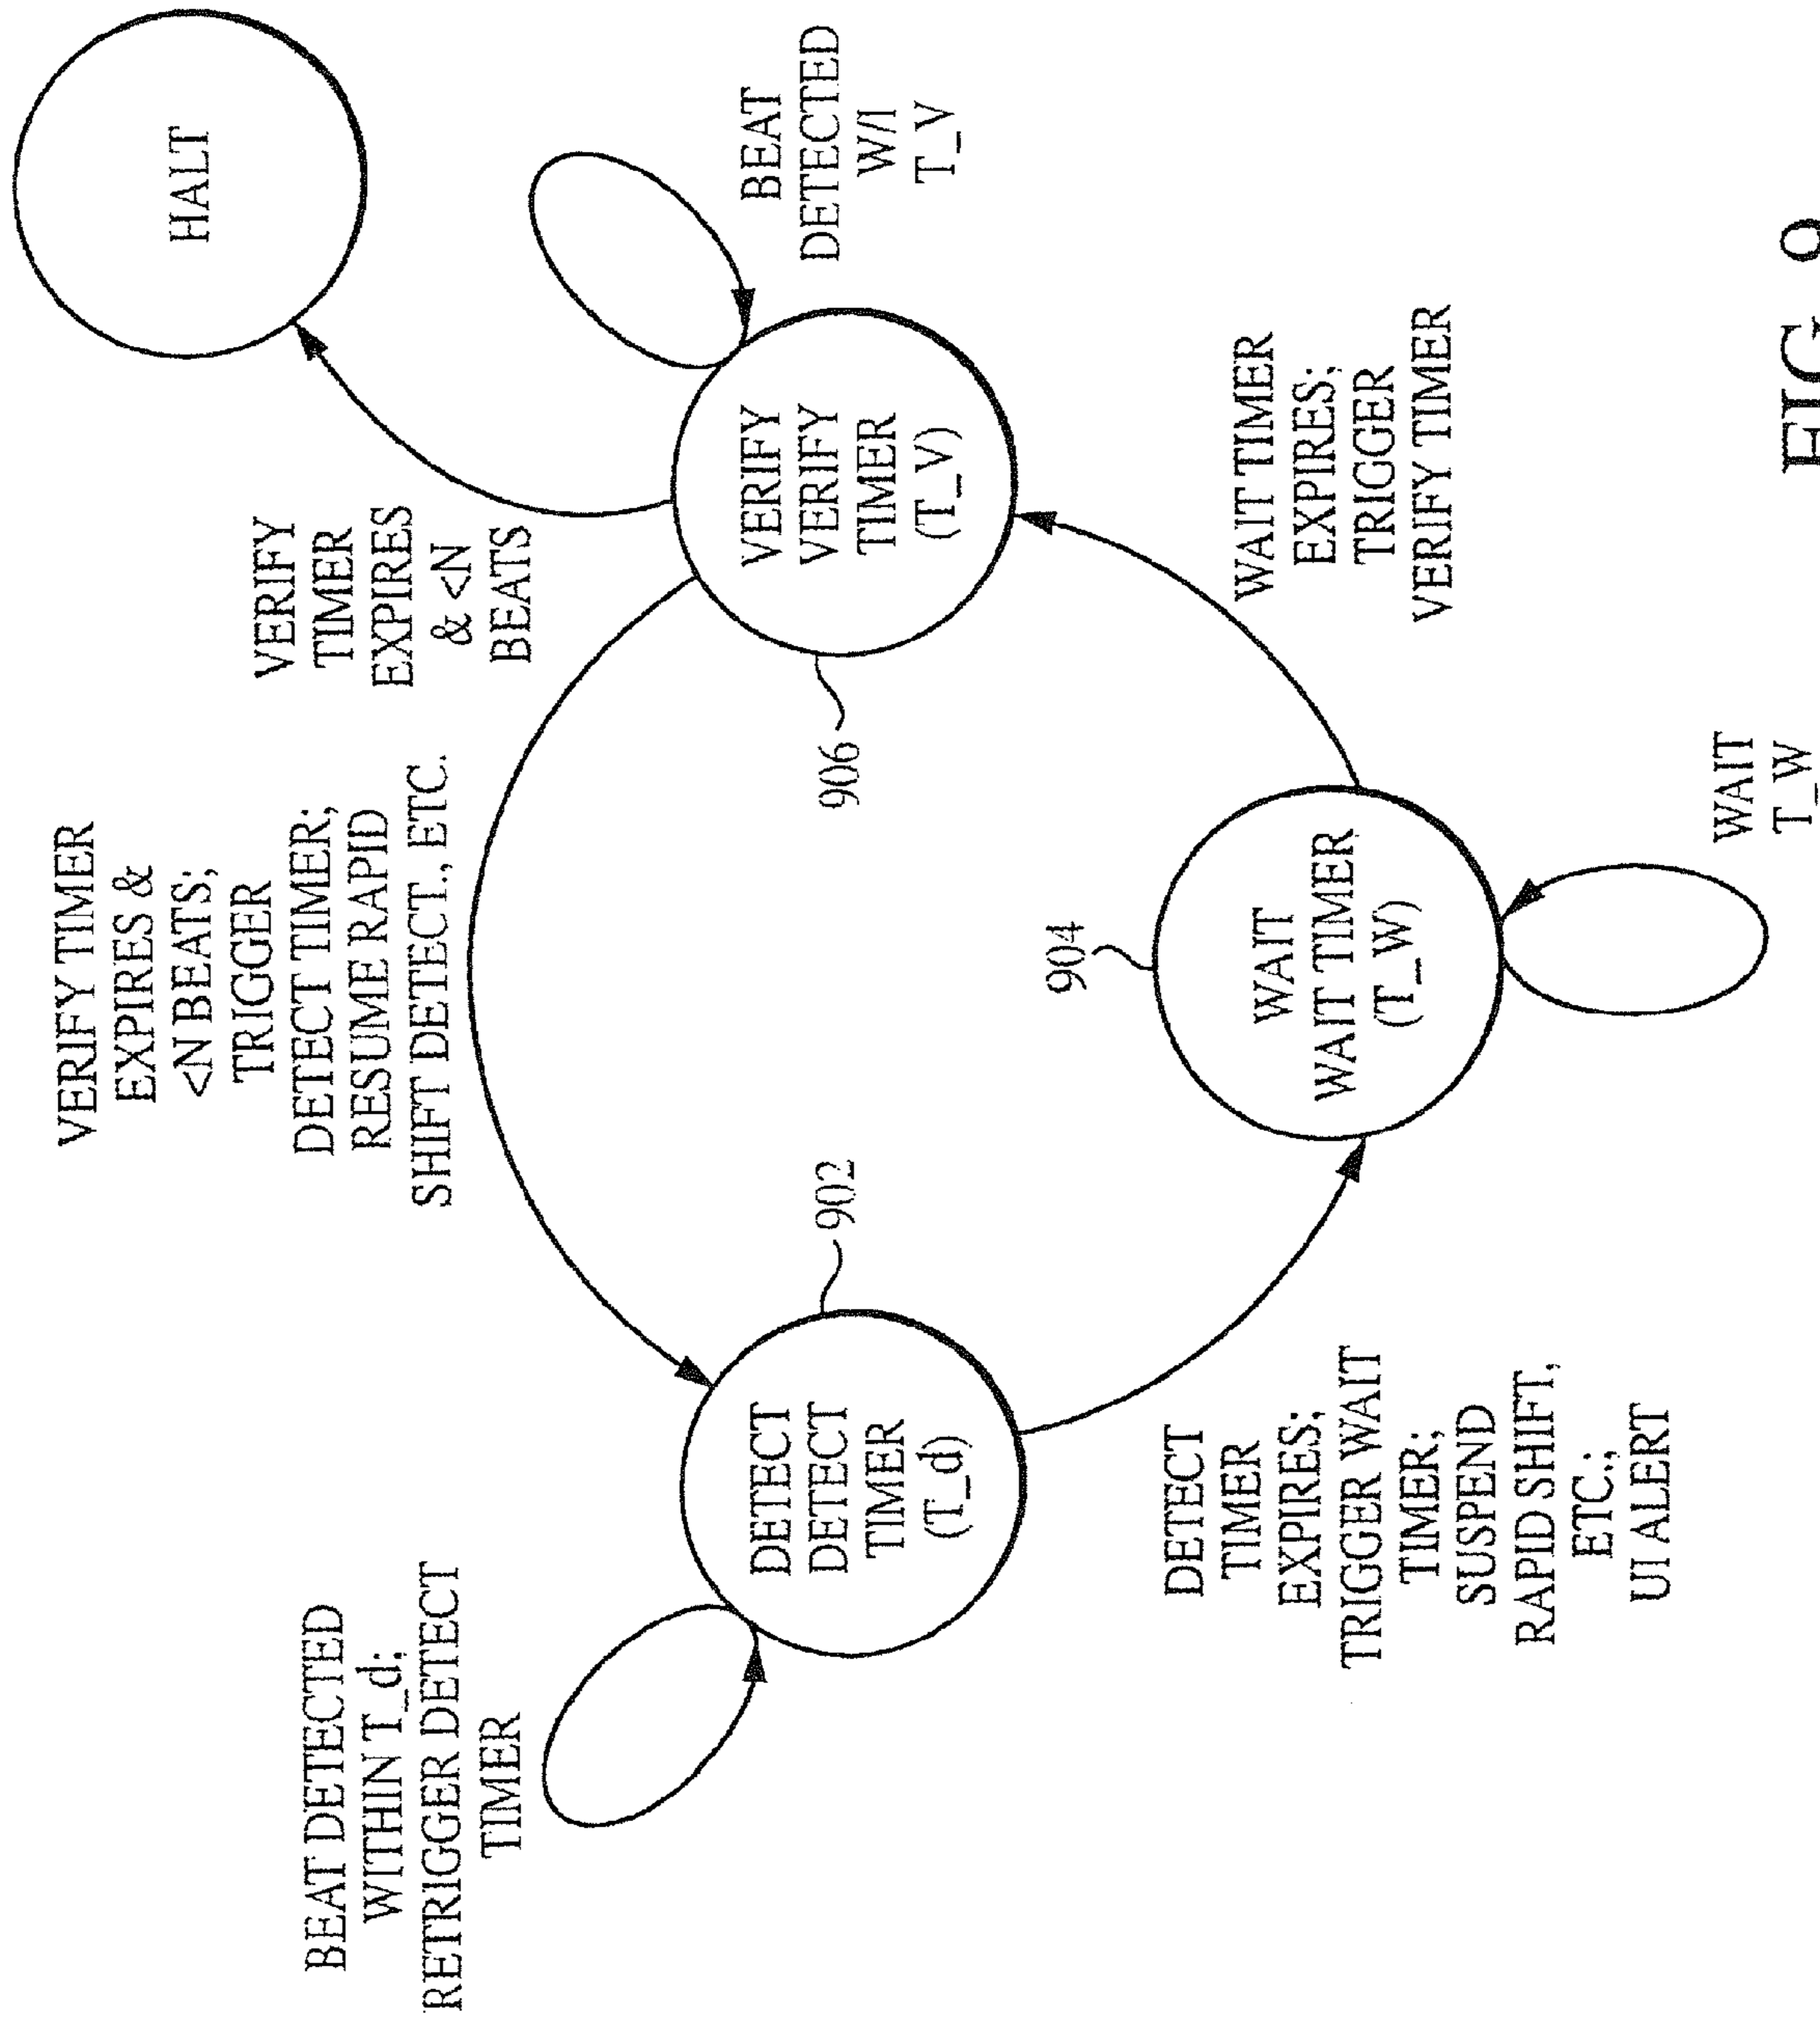 BEAT DETECTED
WITHIN T_d;
RETRIGGER DETECT
TIMER
VERIFY TIMER
EXPIRES &
<N BEATS;
TRIGGER
DETECT TIMER;
RESUME RAPID
SHIFT DETECT., ETC.
VERIFY
TIMER
EXPIRES
& <N
BEATS
HALT
DETECT
DETECT
TIMER
(T_d)
902
906
VERIFY
VERIFY
TIMER
(T_V)
BEAT
DETECTED
W/I
T_V
904
WAIT
WAIT TIMER
(T_W)
DETECT
TIMER
EXPIRES;
TRIGGER WAIT
TIMER;
SUSPEND
RAPID SHIFT,
ETC.;
UI ALERT
WAIT TIMER
EXPIRES;
TRIGGER
VERIFY TIMER
WAIT
T_W
FIG. 9